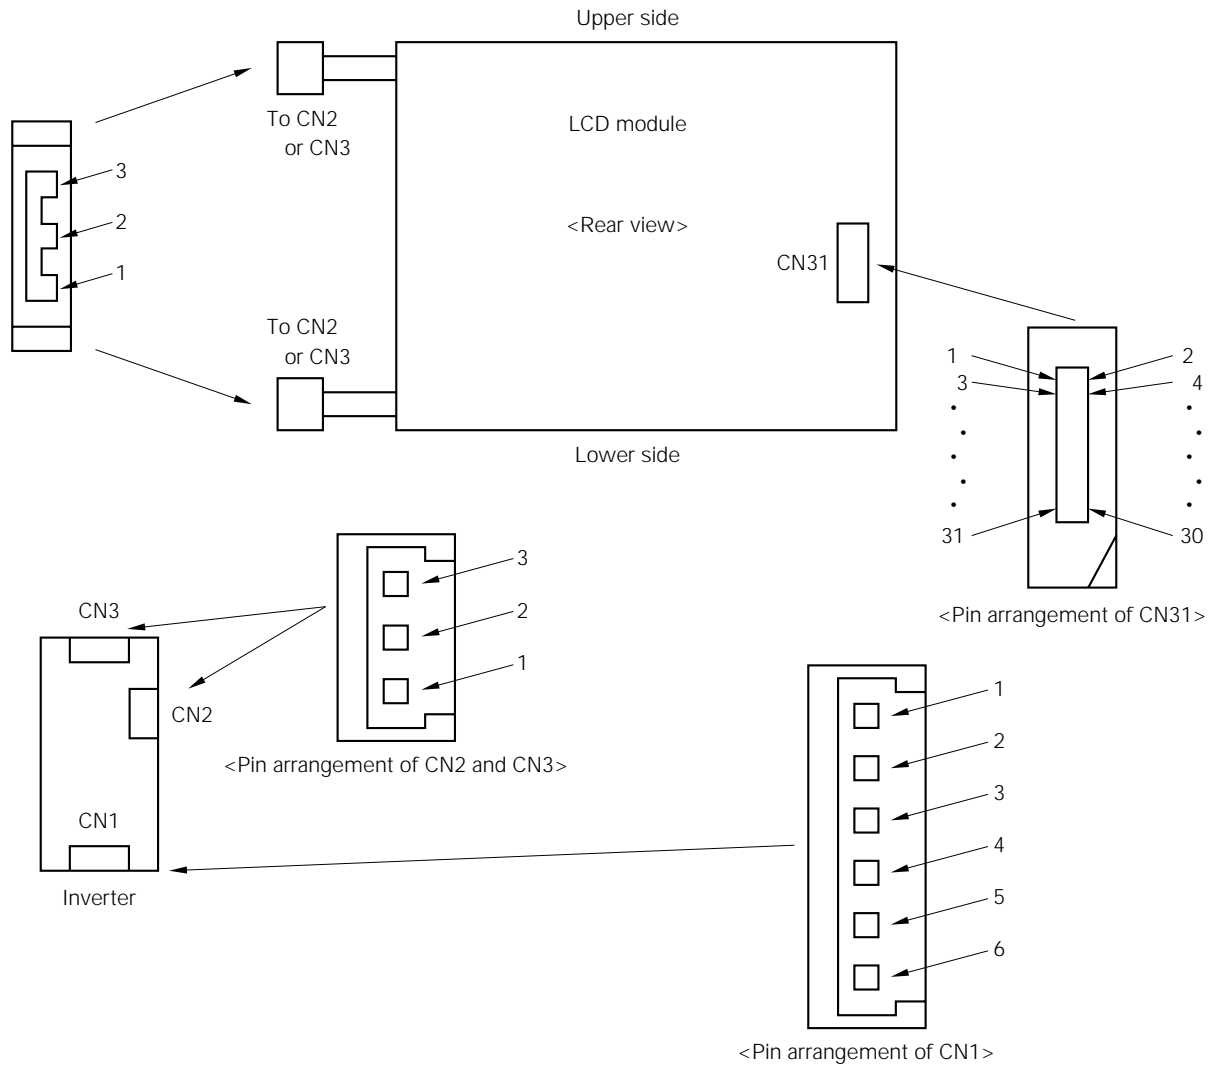 Upper side
To CN2
or CN3
LCD module
3
2
1
<Rear view>
CN31
To CN2
or CN3
Lower side
1
2
3
4
31
30
<Pin arrangement of CN31>
3
2
1
CN3
CN2
<Pin arrangement of CN2 and CN3>
CN1
Inverter
1
2
3
4
5
6
<Pin arrangement of CN1>